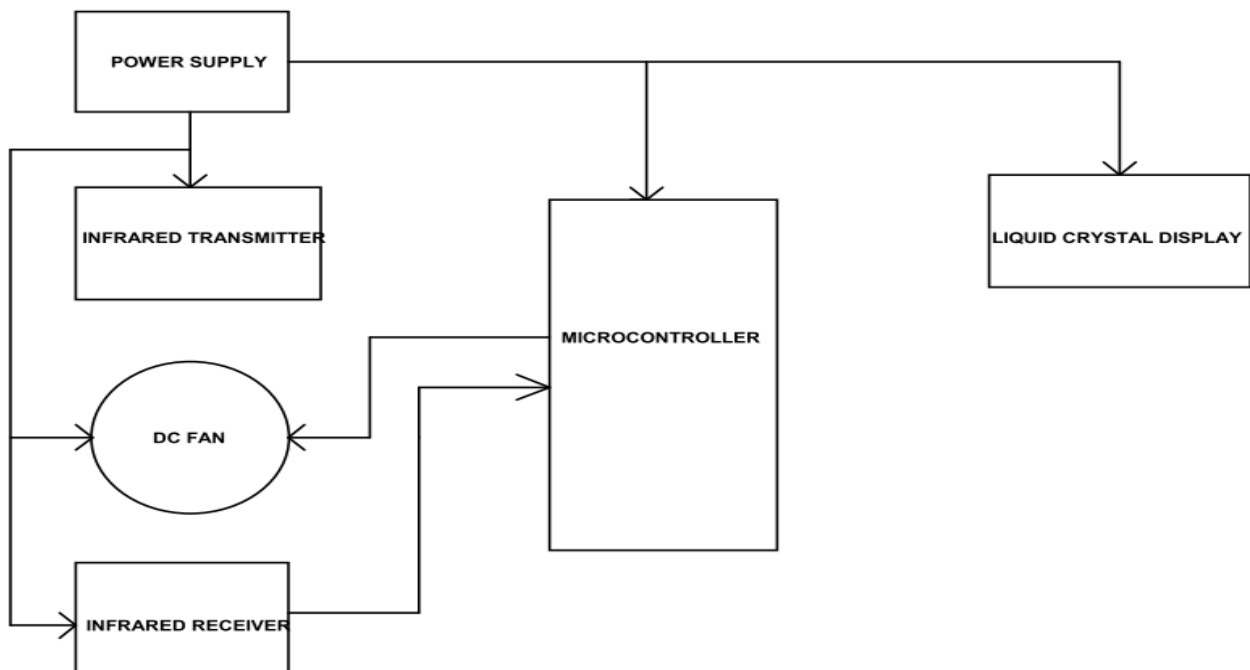 POWER SUPPLY
INFRARED TRANSMITTER
LIQUID CRYSTAL DISPLAY
MICROCONTROLLER
DC FAN
INFRARED RECEIVER